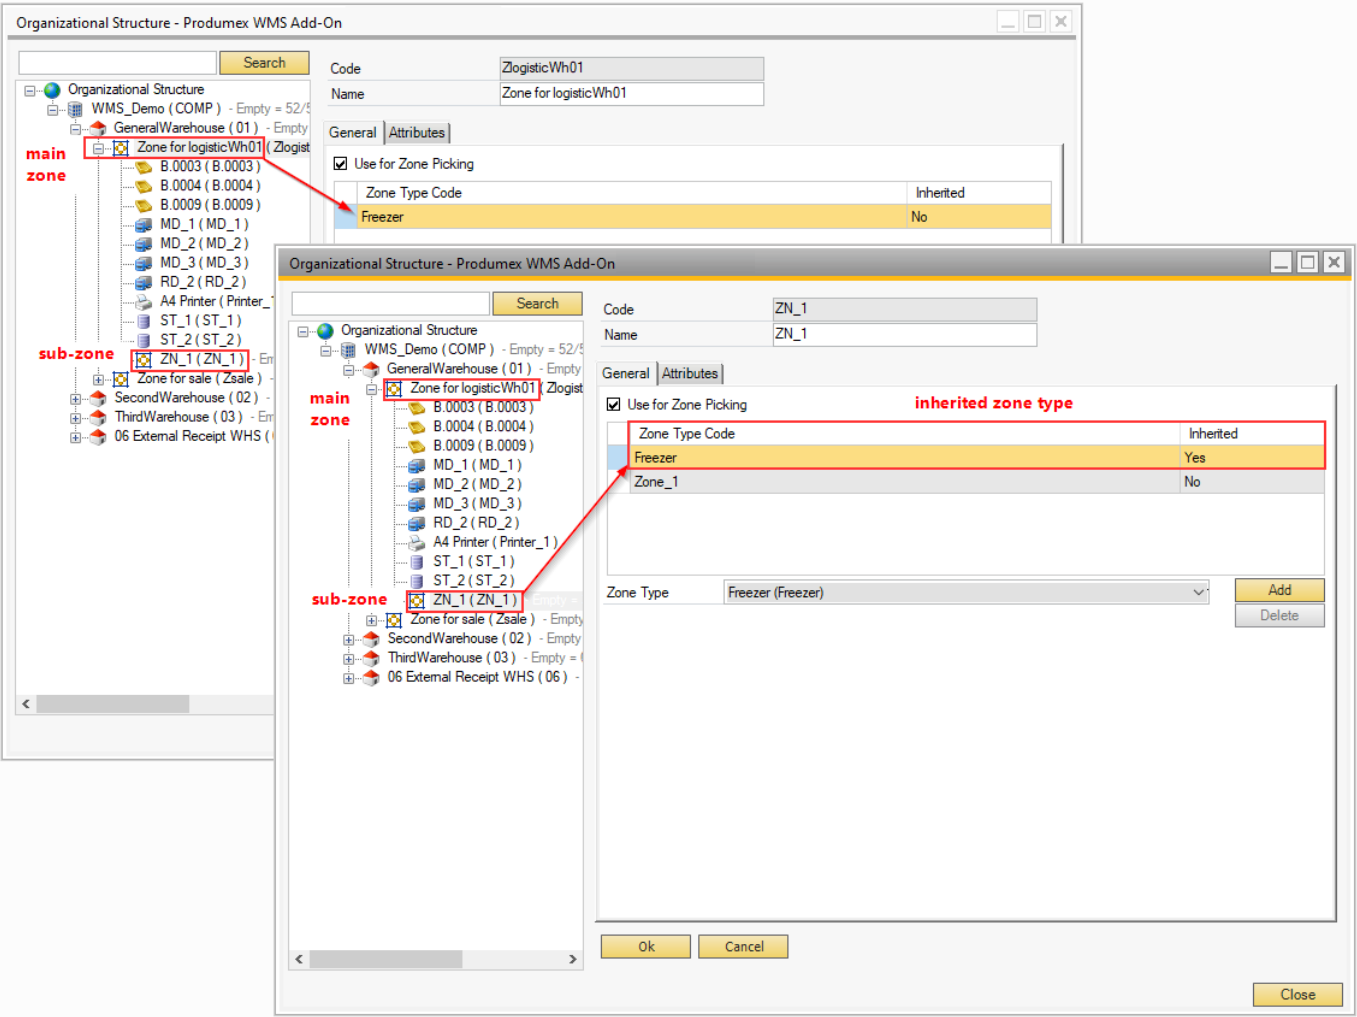 Organizational Structure - Produmex WMS Add-On
Search
Organizational Structure
WMS_Demo ( COMP ) - Empty = 52/5
GeneralWarehouse ( 01 ) - Empty
main zone
Zone for logisticWh01 ( Zlogist
B.0003 ( B.0003 )
B.0004 ( B.0004 )
B.0009 ( B.0009 )
MD_1 ( MD_1 )
MD_2 ( MD_2 )
MD_3 ( MD_3 )
RD_2 ( RD_2 )
A4 Printer ( Printer_1
ST_1 ( ST_1 )
ST_2 ( ST_2 )
sub-zone
ZN_1 ( ZN_1 ) - Em
Zone for sale ( Zsale ) -
SecondWarehouse ( 02 ) -
ThirdWarehouse ( 03 ) - Em
06 External Receipt WHS (
Code ZlogisticWh01
Name Zone for logisticWh01
General Attributes
Use for Zone Picking
Zone Type Code Inherited
Freezer No
Organizational Structure - Produmex WMS Add-On
Search
Organizational Structure
WMS_Demo ( COMP ) - Empty = 52/5
GeneralWarehouse ( 01 ) - Empty
main zone
Zone for logisticWh01 ( Zlogist
B.0003 ( B.0003 )
B.0004 ( B.0004 )
B.0009 ( B.0009 )
MD_1 ( MD_1 )
MD_2 ( MD_2 )
MD_3 ( MD_3 )
RD_2 ( RD_2 )
A4 Printer ( Printer_1 )
ST_1 ( ST_1 )
ST_2 ( ST_2 )
sub-zone
ZN_1 ( ZN_1 ) - Empty =
Zone for sale ( Zsale ) - Empty
SecondWarehouse ( 02 ) - Empty
ThirdWarehouse ( 03 ) - Empty = (
06 External Receipt WHS ( 06 ) -
Code ZN_1
Name ZN_1
General Attributes
Use for Zone Picking
inherited zone type
Zone Type Code Inherited
Freezer Yes
Zone_1 No
Zone Type Freezer (Freezer) Add
Delete
Ok Cancel
Close